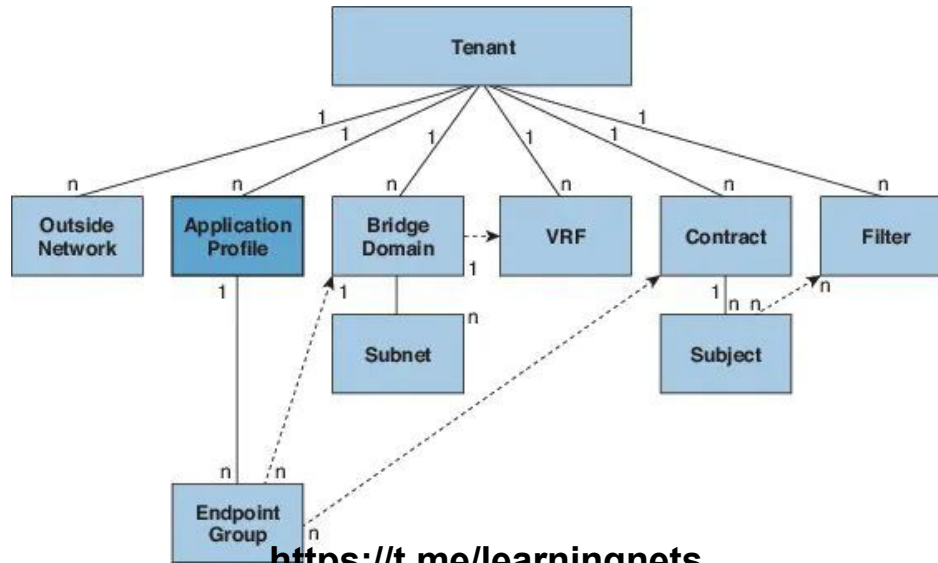 Tenant
1
1
1
1
1
1
n
n
n
n
n
n
Outside
Network
Application
Profile
Bridge
Domain
VRF
Contract
Filter
1
1
1
1
n
n
n
n
Subnet
Subject
n
n
Endpoint
Group
n
https://t.me/learningnets